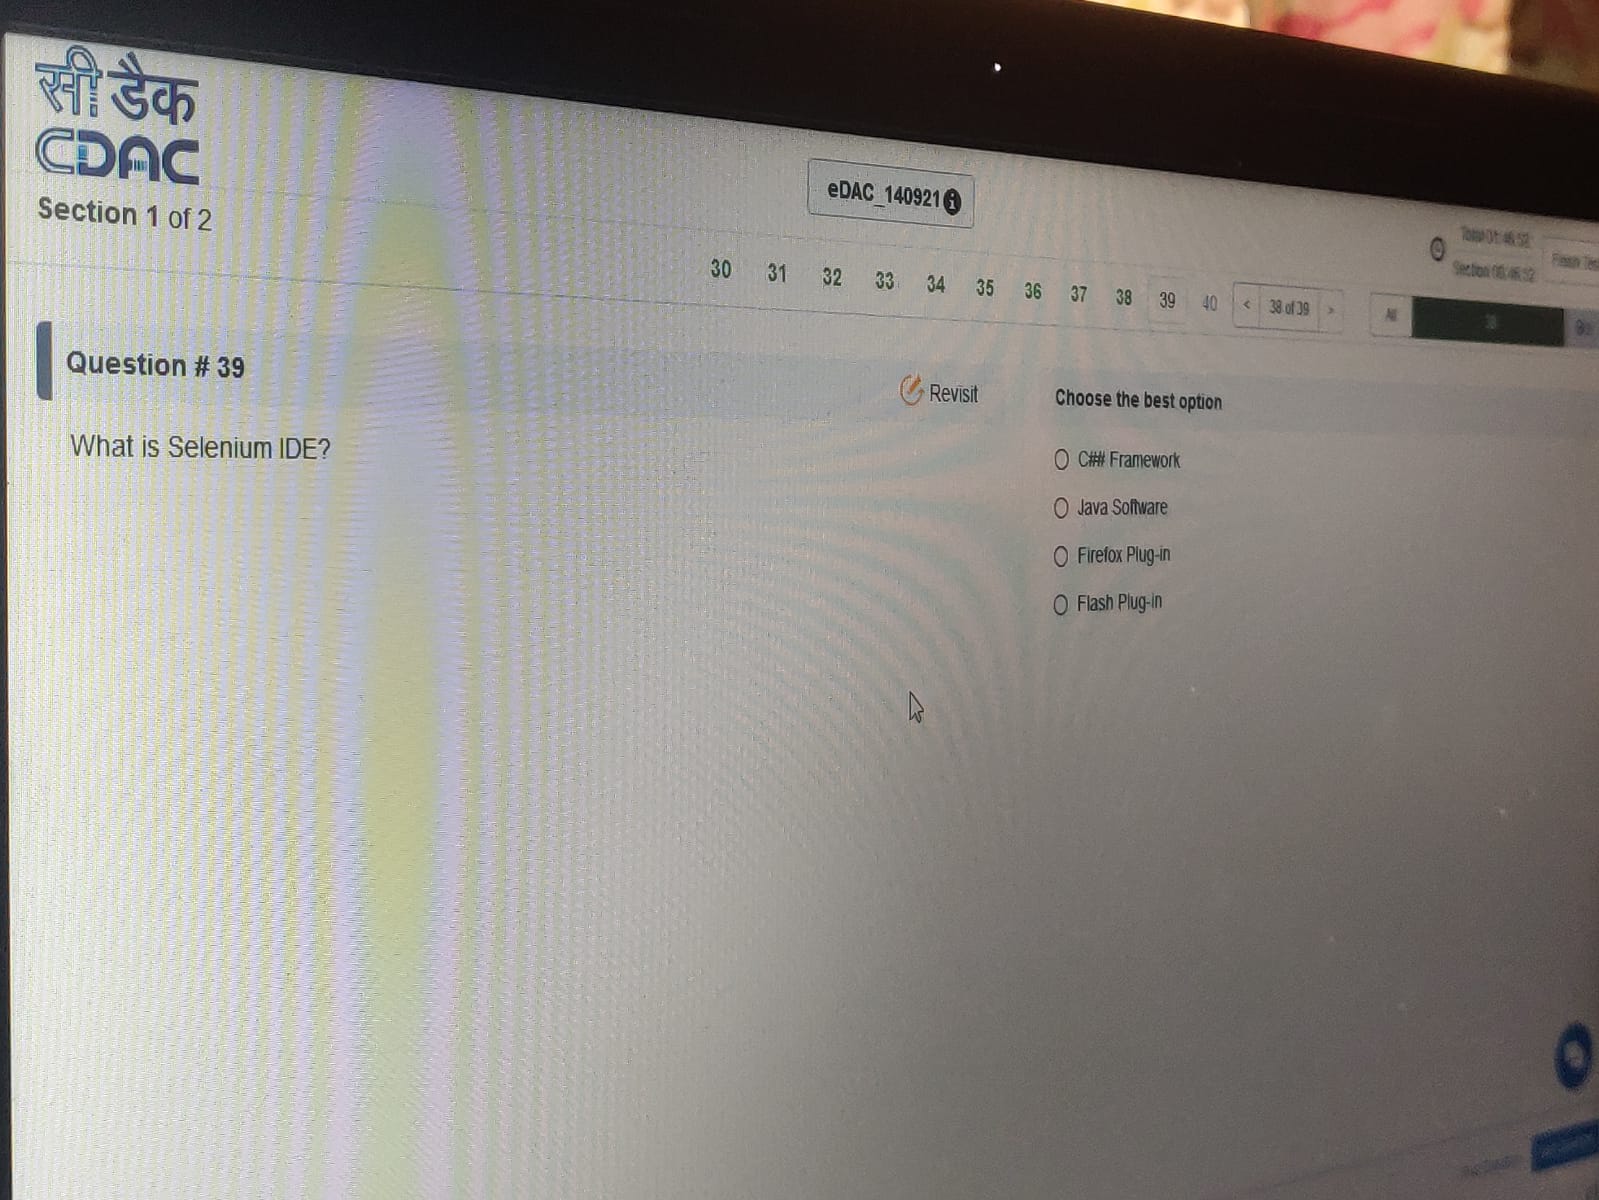 सी डैक
CDAC
Section 1 of 2
eDAC_140921
30 31 32 33 34 35 36 37 38 39 40 < 38 of 39 > All
Question # 39
Revisit
What is Selenium IDE?
Choose the best option
C## Framework
Java Software
Firefox Plug-in
Flash Plug-in